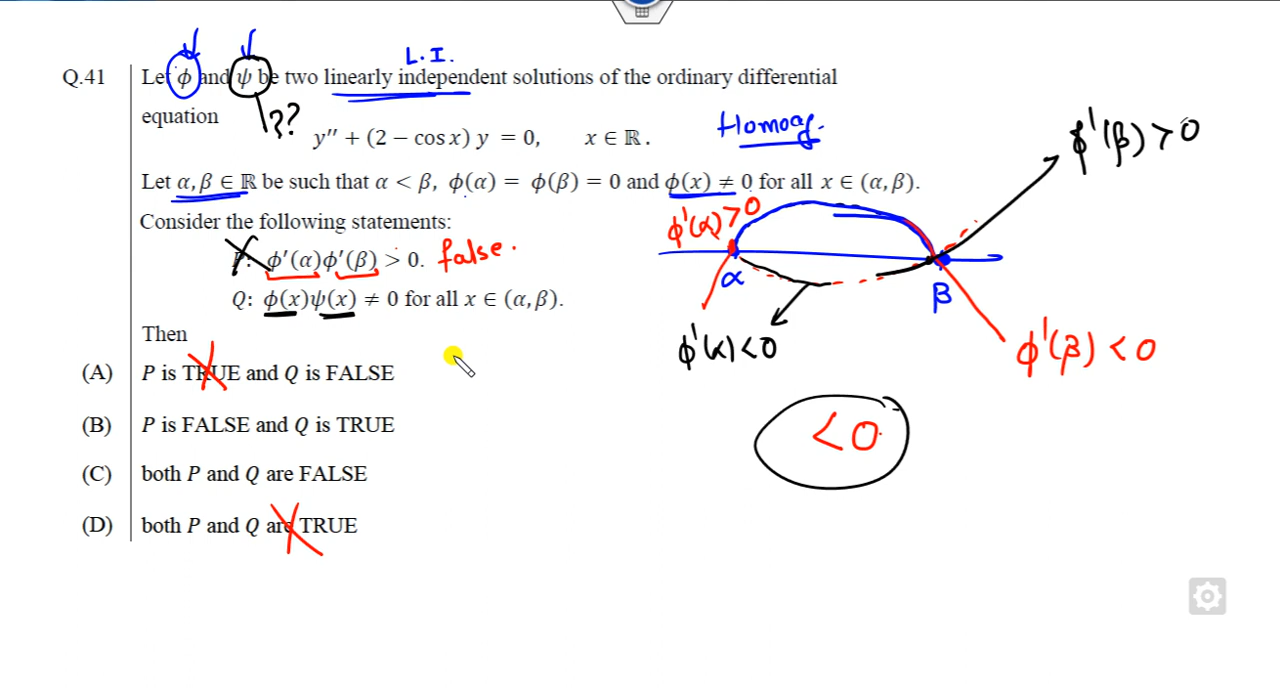 L.I.
Q.41 Let ϕ and ψ be two linearly independent solutions of the ordinary differential
equation
??
y″ + (2 − cos x) y = 0, x ∈ ℝ.
Homog.
ϕ'(β) > 0
Let α, β ∈ ℝ be such that α < β, ϕ(α) = ϕ(β) = 0 and ϕ(x) ≠ 0 for all x ∈ (α, β).
Consider the following statements:
ϕ'(α) > 0
P: ϕ′(α)ϕ′(β) > 0. false.
α
β
Q: ϕ(x)ψ(x) ≠ 0 for all x ∈ (α, β).
Then
ϕ'(α) < 0
ϕ'(β) < 0
(A) P is TRUE and Q is FALSE
(B) P is FALSE and Q is TRUE
< 0
(C) both P and Q are FALSE
(D) both P and Q are TRUE